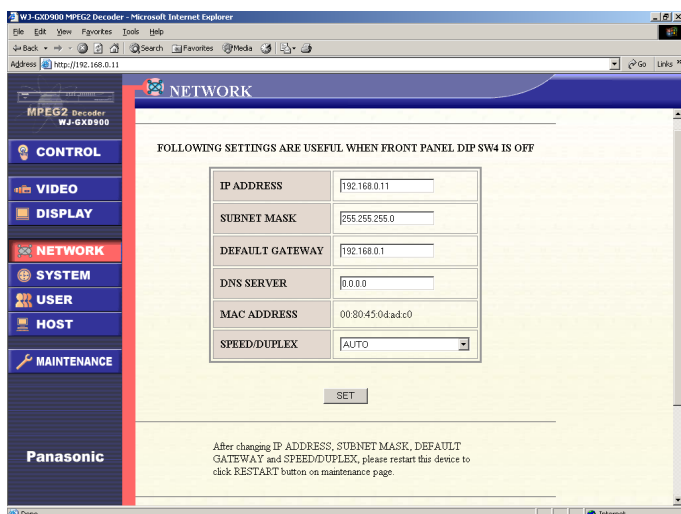 WJ-GXD900 MPEG2 Decoder - Microsoft Internet Explorer
File Edit View Favorites Tools Help
Back Search Favorites Media
Address http://192.168.0.11 Go Links »
MPEG2 Decoder
WJ-GXD900
NETWORK
CONTROL
VIDEO
DISPLAY
NETWORK
SYSTEM
USER
HOST
MAINTENANCE
Panasonic
FOLLOWING SETTINGS ARE USEFUL WHEN FRONT PANEL DIP SW4 IS OFF
IP ADDRESS 192.168.0.11
SUBNET MASK 255.255.255.0
DEFAULT GATEWAY 192.168.0.1
DNS SERVER 0.0.0.0
MAC ADDRESS 00:80:45:0d:ad:c0
SPEED/DUPLEX AUTO
SET
After changing IP ADDRESS, SUBNET MASK, DEFAULT
GATEWAY and SPEED/DUPLEX, please restart this device to
click RESTART button on maintenance page.
Done Internet